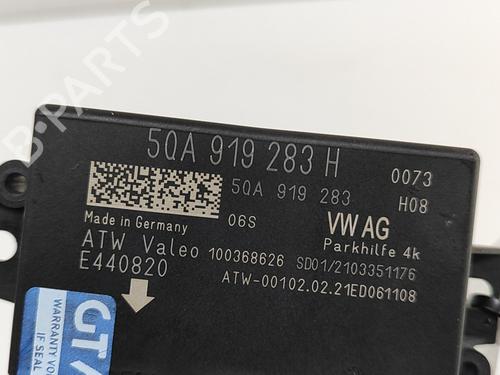 5QA 919 283 H
0073
5QA 919 283
H08
Made in Germany
06S
VW AG
ATW Valeo
100368626
Parkhilfe 4k
E440820
SD01/2103351176
ATW-00102.02.21ED061108
GT
WARRANTY VO
IF SEAL
B-PARTS